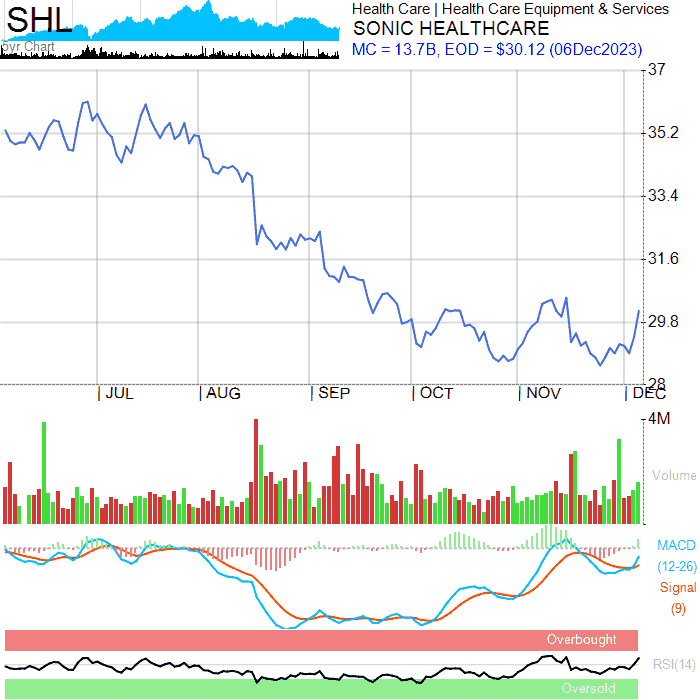 SHL
5yr Chart
Health Care | Health Care Equipment & Services
SONIC HEALTHCARE
MC = 13.7B, EOD = $30.12 (06Dec2023)
37
35.2
33.4
31.6
29.8
28
| JUL | AUG | SEP | OCT | NOV | DEC
4M
Volume
MACD
(12-26)
Signal
(9)
Overbought
RSI(14)
Oversold